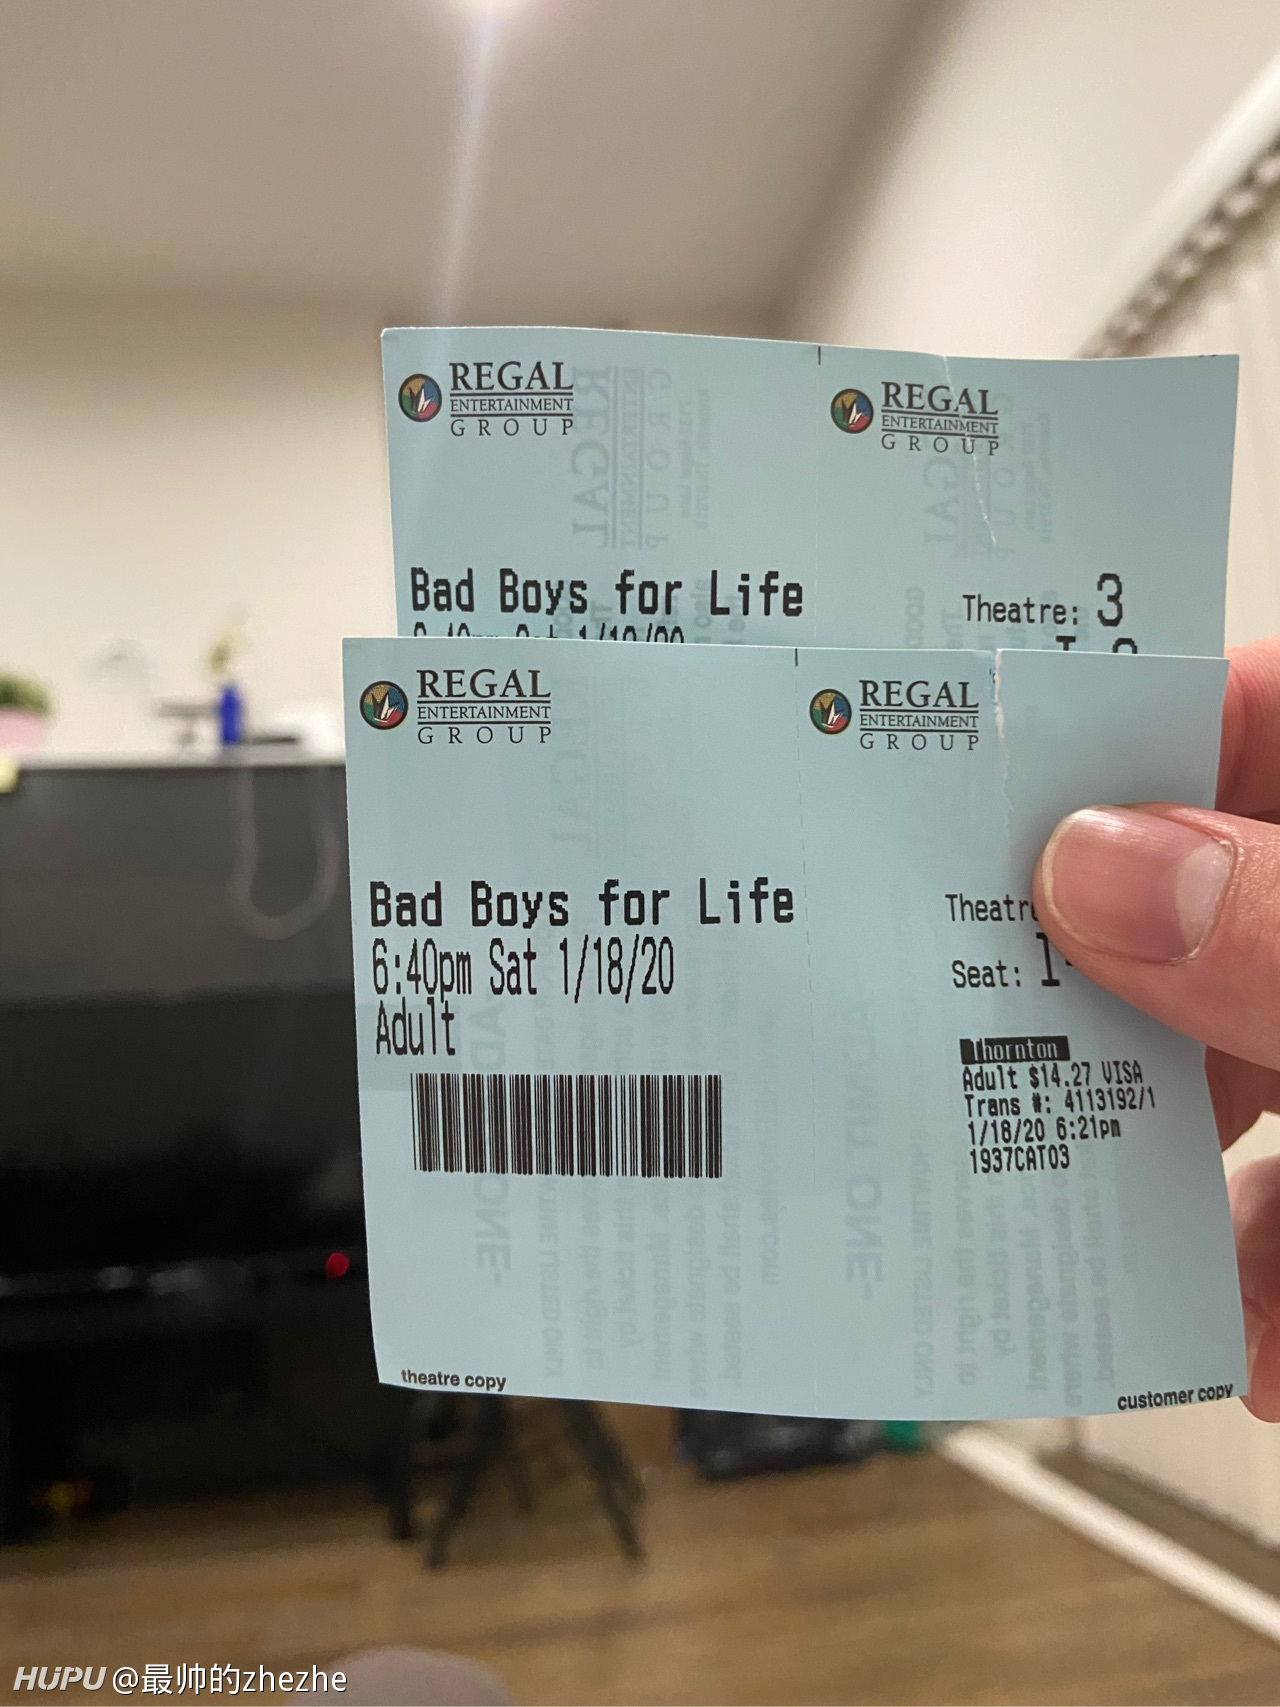 REGAL
ENTERTAINMENT
GROUP
REGAL
ENTERTAINMENT
GROUP
Bad Boys for Life
Theatre: 3
REGAL
ENTERTAINMENT
GROUP
REGAL
ENTERTAINMENT
GROUP
Bad Boys for Life
6:40pm Sat 1/18/20
Adult
Theatre
Seat:
Thornton
Adult $14.27 VISA
Trans #: 4113192/1
1/18/20 6:21pm
1937CAT03
theatre copy
customer copy
HUPU @最帅的zhezhe